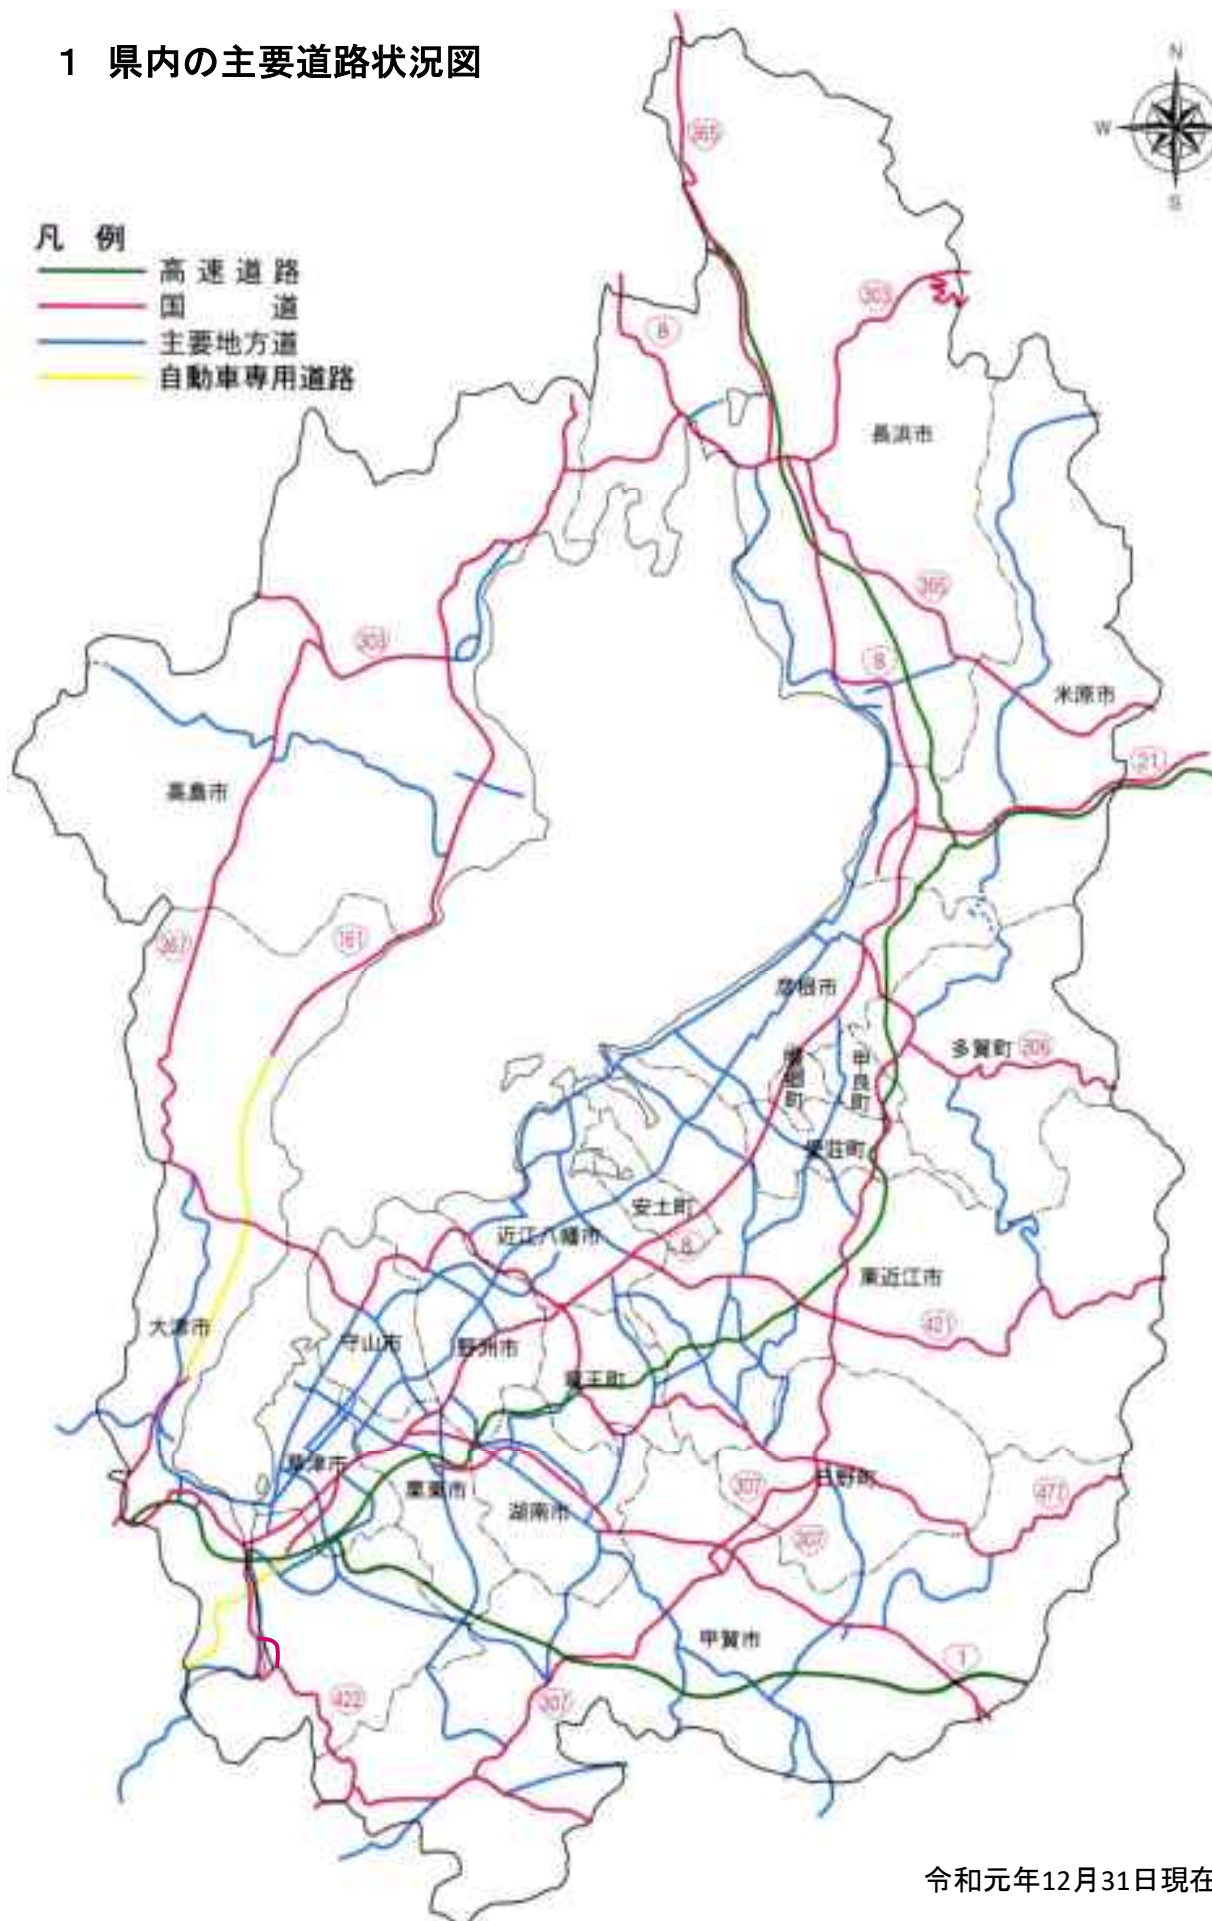 1 県内の主要道路状況図
N
W
S
凡 例
高速道路
国 道
主要地方道
自動車専用道路
365
303
8
長浜市
365
303
8
米原市
21
高島市
367
161
彦根市
多賀町 306
豊郷町
甲良町
愛荘町
安土町
近江八幡市
8
東近江市
大津市
421
守山市
野洲市
竜王町
草津市
栗東市
307
日野町
477
湖南市
307
甲賀市
1
422
307
令和元年12月31日現在